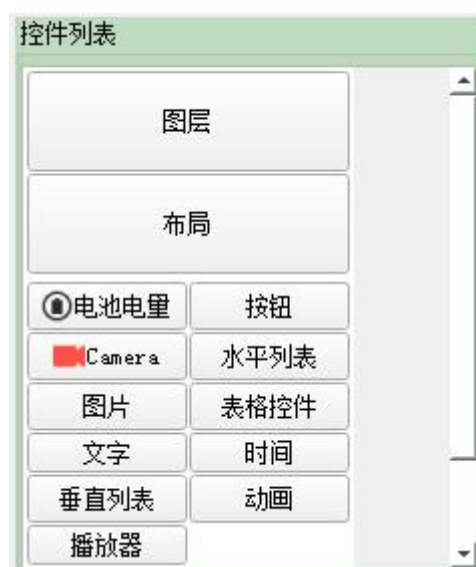 控件列表
图层
布局
电池电量 按钮
Camera 水平列表
图片 表格控件
文字 时间
垂直列表 动画
播放器